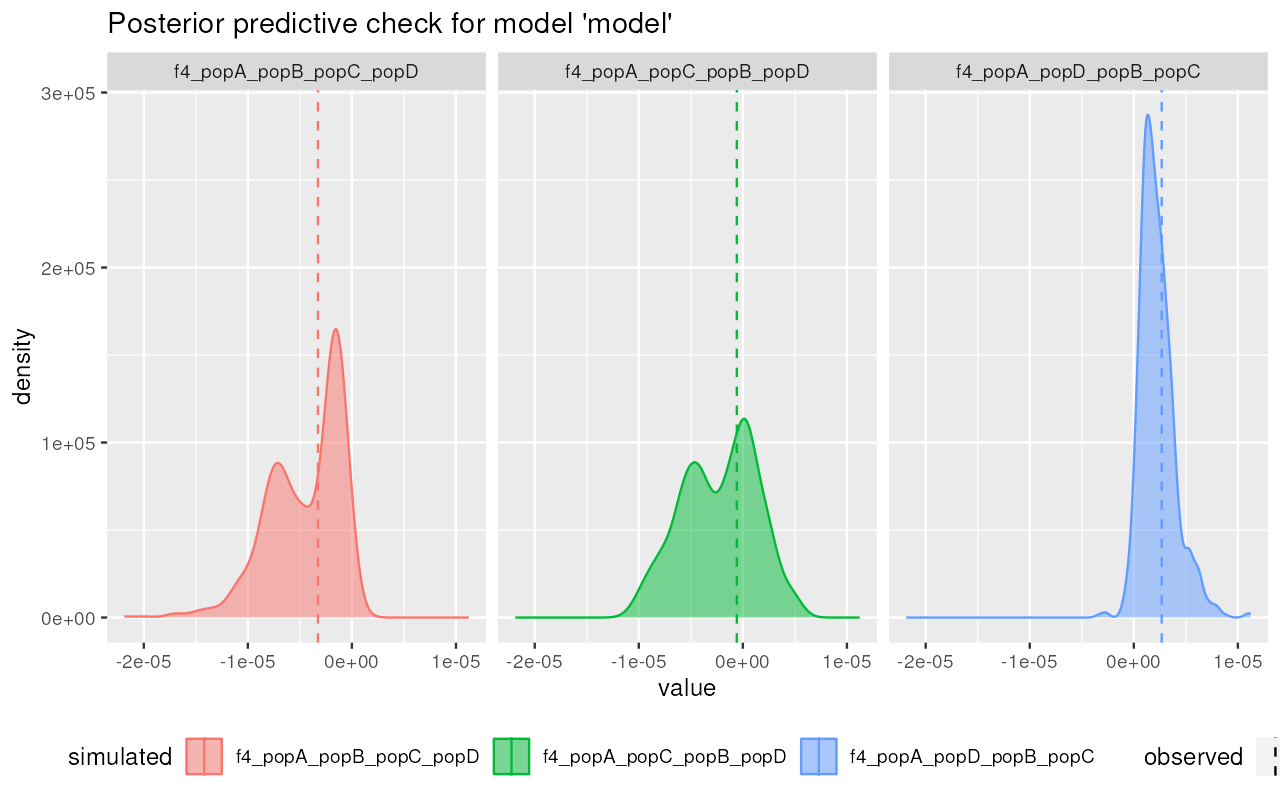 Posterior predictive check for model 'model'
f4_popA_popB_popC_popD f4_popA_popC_popB_popD f4_popA_popD_popB_popC
3e+05
2e+05
1e+05
0e+00
density
-2e-05 -1e-05 0e+00 1e-05 -2e-05 -1e-05 0e+00 1e-05 -2e-05 -1e-05 0e+00 1e-05
value
simulated f4_popA_popB_popC_popD f4_popA_popC_popB_popD f4_popA_popD_popB_popC observed